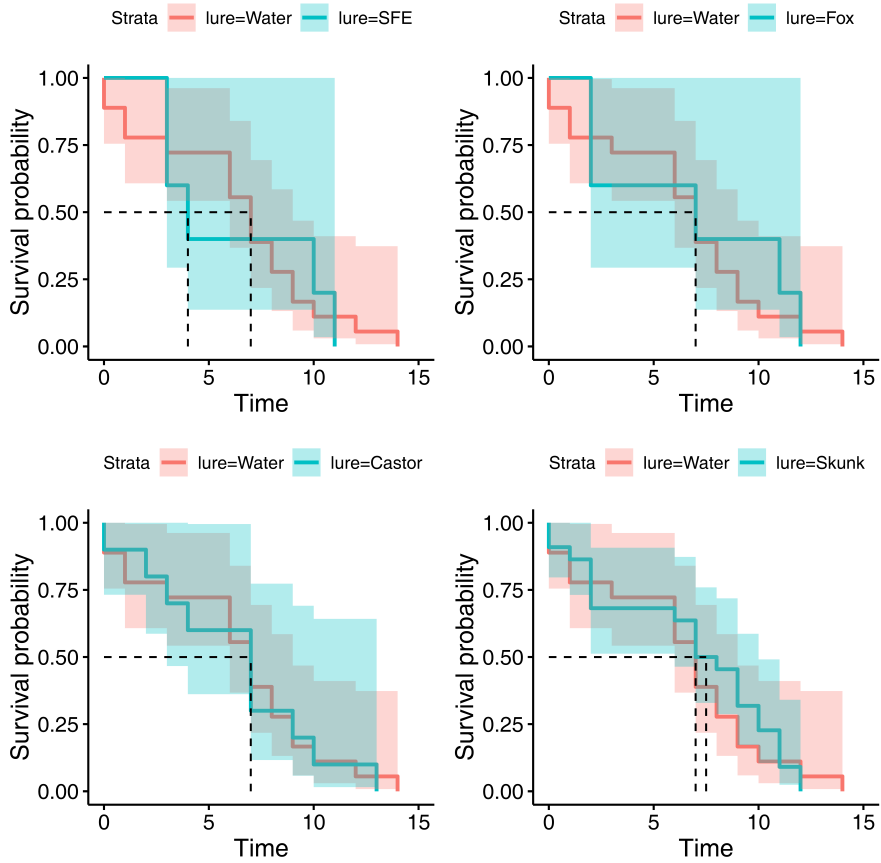 Strata lure=Water lure=SFE
1.00
0.75
0.50
0.25
0.00
Survival probability
0 5 10 15
Time
Strata lure=Water lure=Fox
1.00
0.75
0.50
0.25
0.00
Survival probability
0 5 10 15
Time
Strata lure=Water lure=Castor
1.00
0.75
0.50
0.25
0.00
Survival probability
0 5 10 15
Time
Strata lure=Water lure=Skunk
1.00
0.75
0.50
0.25
0.00
Survival probability
0 5 10 15
Time